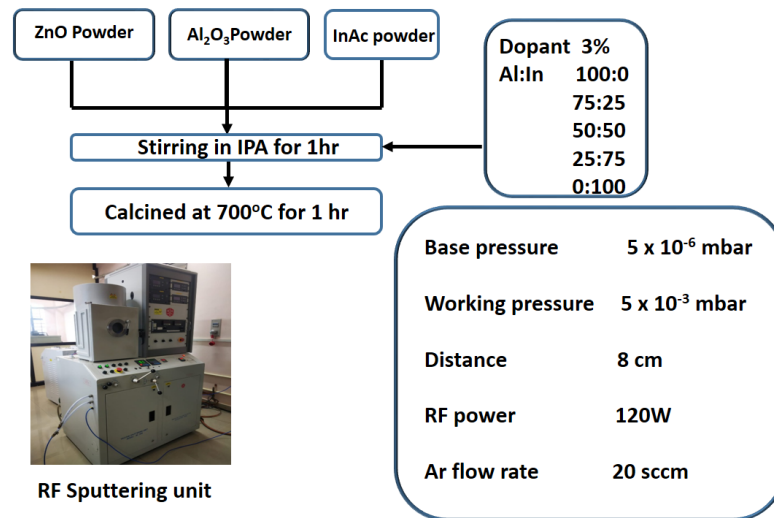 ZnO Powder
Al₂O₃Powder
InAc powder
Dopant 3%
Al:In 100:0
75:25
50:50
25:75
0:100
Stirring in IPA for 1hr
Calcined at 700°C for 1 hr
Base pressure 5 x 10⁻⁶ mbar
Working pressure 5 x 10⁻³ mbar
Distance 8 cm
RF power 120W
Ar flow rate 20 sccm
RF Sputtering unit